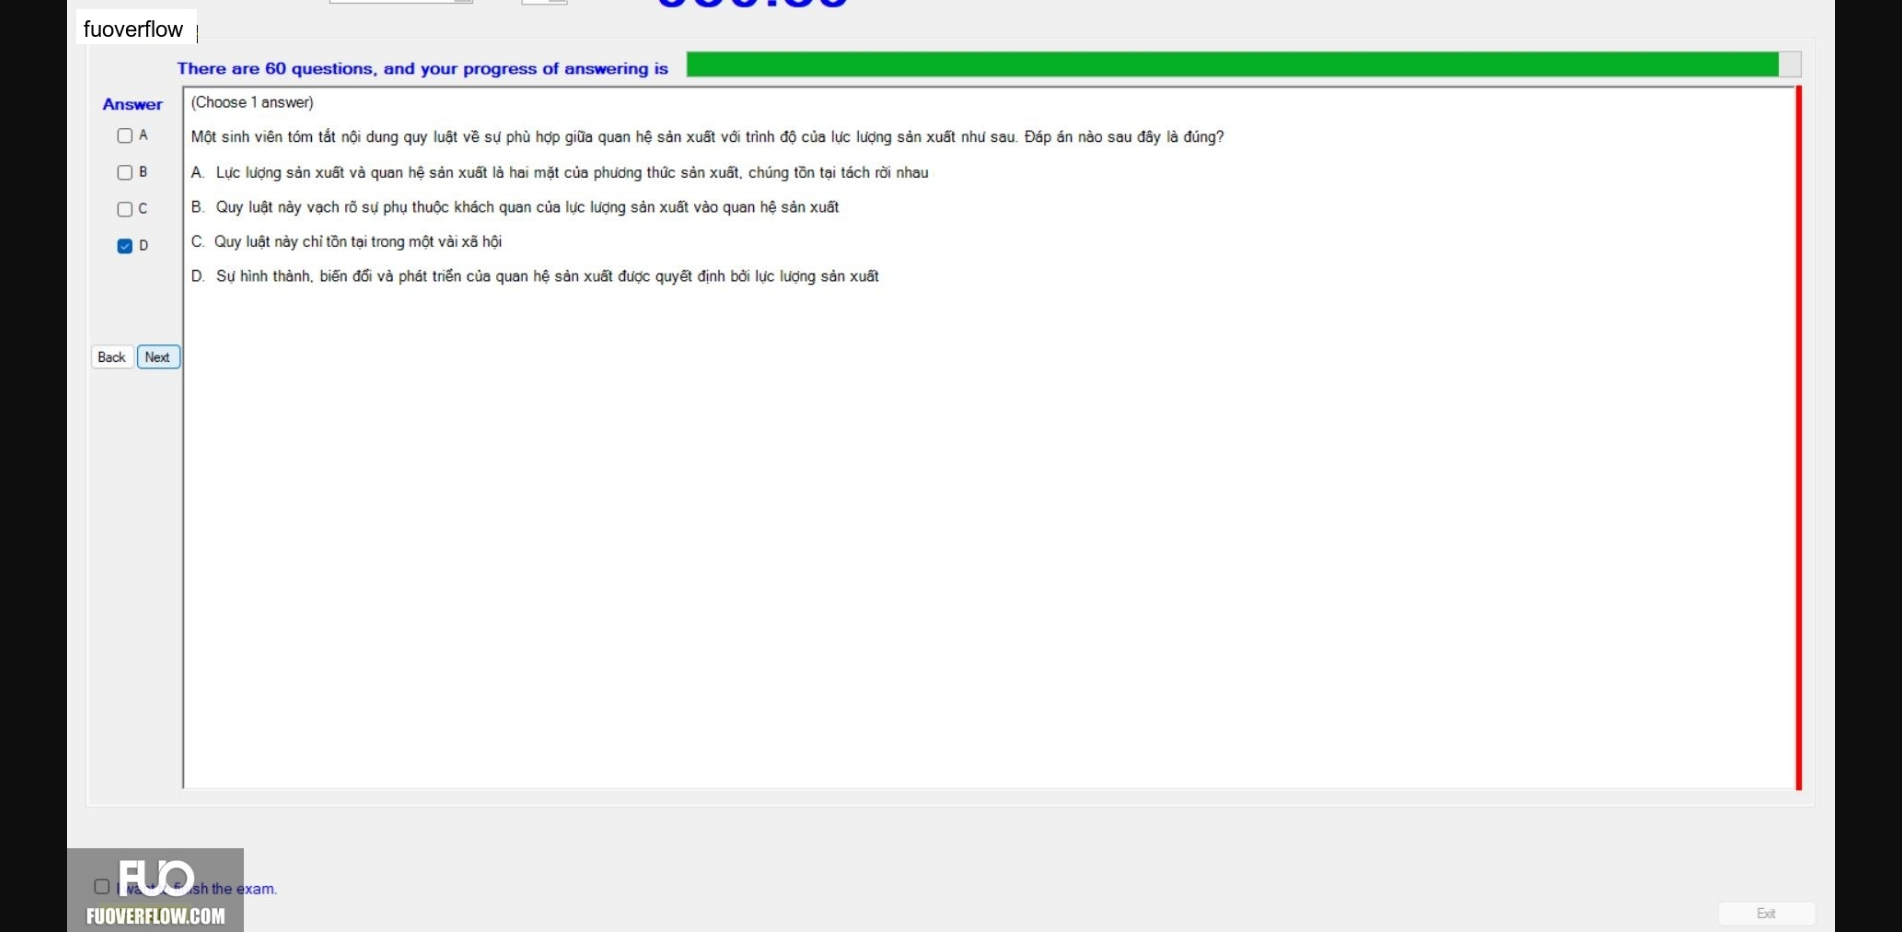 fuoverflow
There are 60 questions, and your progress of answering is
Answer
(Choose 1 answer)
A
Một sinh viên tóm tắt nội dung quy luật về sự phù hợp giữa quan hệ sản xuất với trình độ của lực lượng sản xuất như sau. Đáp án nào sau đây là đúng?
B
A. Lực lượng sản xuất và quan hệ sản xuất là hai mặt của phương thức sản xuất, chúng tồn tại tách rời nhau
C
B. Quy luật này vạch rõ sự phụ thuộc khách quan của lực lượng sản xuất vào quan hệ sản xuất
D
C. Quy luật này chỉ tồn tại trong một vài xã hội
D. Sự hình thành, biến đổi và phát triển của quan hệ sản xuất được quyết định bởi lực lượng sản xuất
Back Next
FUO
I want finish the exam.
FUOVERFLOW.COM
Exit